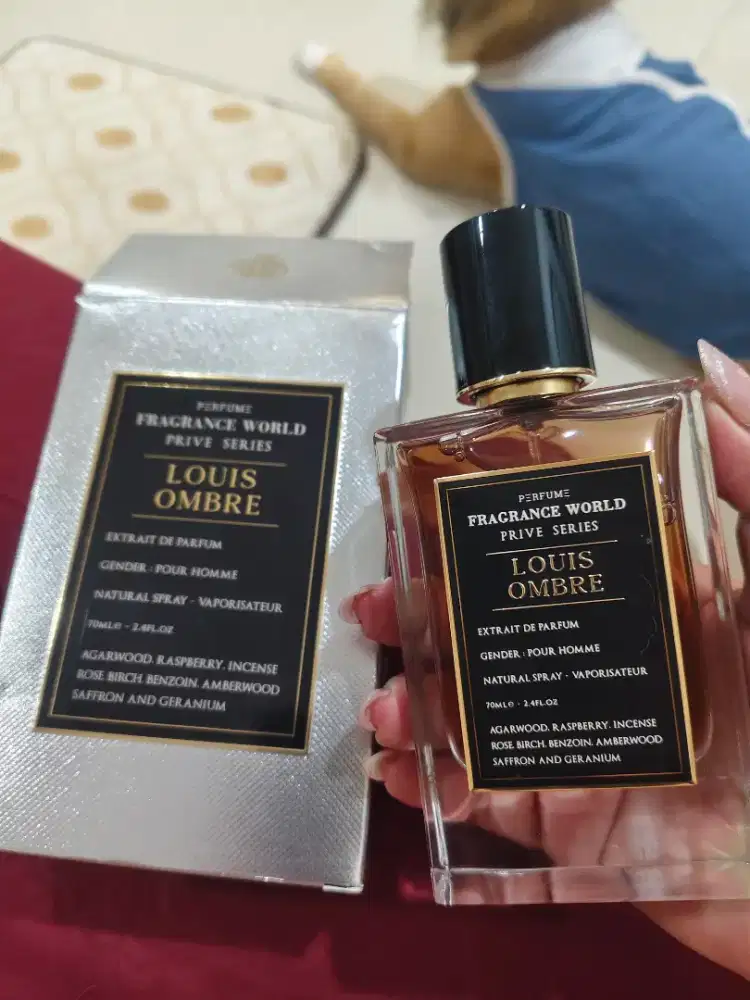 PERFUME
FRAGRANCE WORLD
PRIVE SERIES
LOUIS
OMBRE
EXTRAIT DE PARFUM
GENDER : POUR HOMME
NATURAL SPRAY - VAPORISATEUR
70ML℮ - 2.4FL.OZ
AGARWOOD, RASPBERRY, INCENSE
ROSE, BIRCH, BENZOIN, AMBERWOOD
SAFFRON AND GERANIUM
PERFUME
FRAGRANCE WORLD
PRIVE SERIES
LOUIS
OMBRE
EXTRAIT DE PARFUM
GENDER : POUR HOMME
NATURAL SPRAY - VAPORISATEUR
70ML℮ - 2.4FL.OZ
AGARWOOD, RASPBERRY, INCENSE
ROSE, BIRCH, BENZOIN, AMBERWOOD
SAFFRON AND GERANIUM